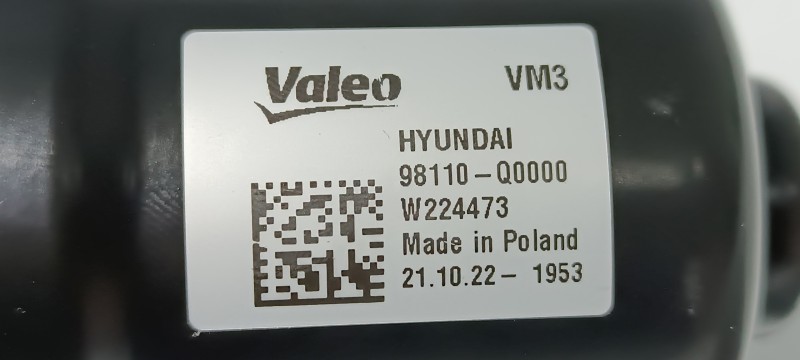 Valeo VM3
HYUNDAI
98110-Q0000
W224473
Made in Poland
21.10.22- 1953